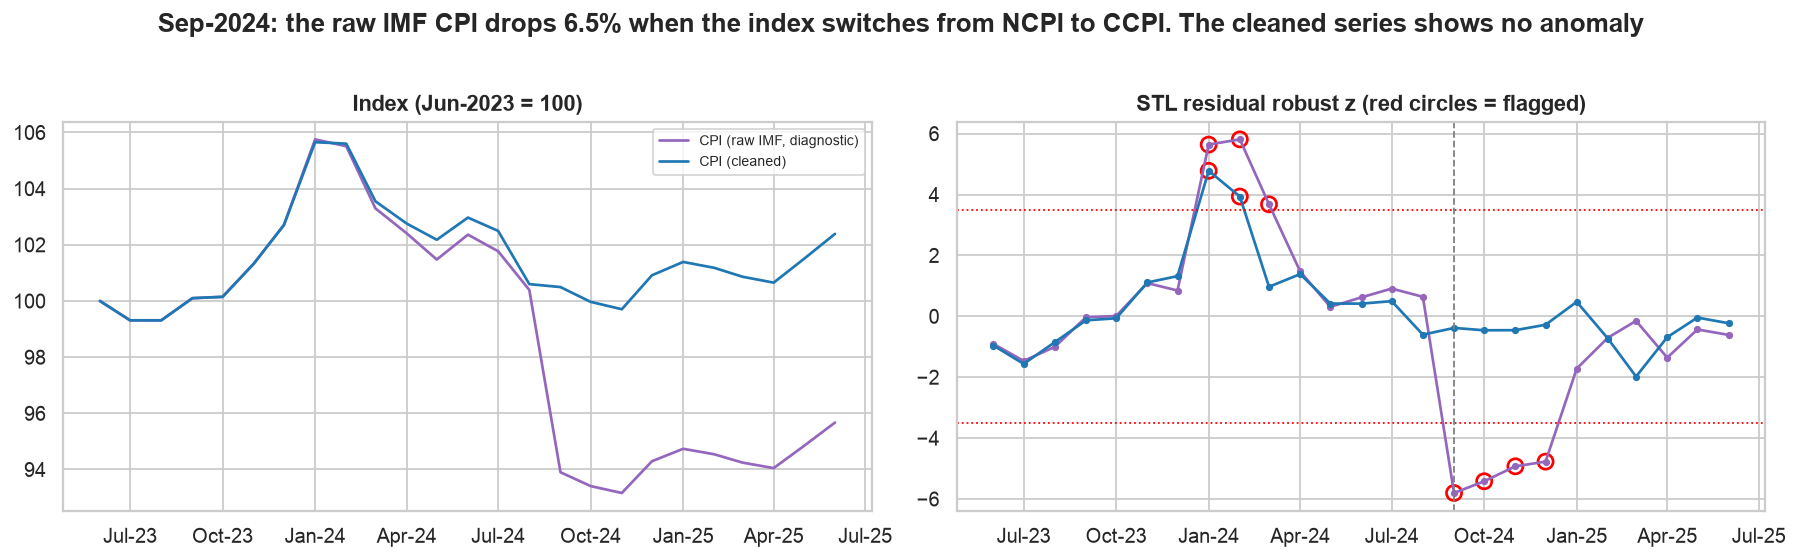 Sep-2024: the raw IMF CPI drops 6.5% when the index switches from NCPI to CCPI. The cleaned series shows no anomaly
Index (Jun-2023 = 100)
CPI (raw IMF, diagnostic)
CPI (cleaned)
106
104
102
100
98
96
94
Jul-23 Oct-23 Jan-24 Apr-24 Jul-24 Oct-24 Jan-25 Apr-25 Jul-25
STL residual robust z (red circles = flagged)
6
4
2
0
−2
−4
−6
Jul-23 Oct-23 Jan-24 Apr-24 Jul-24 Oct-24 Jan-25 Apr-25 Jul-25